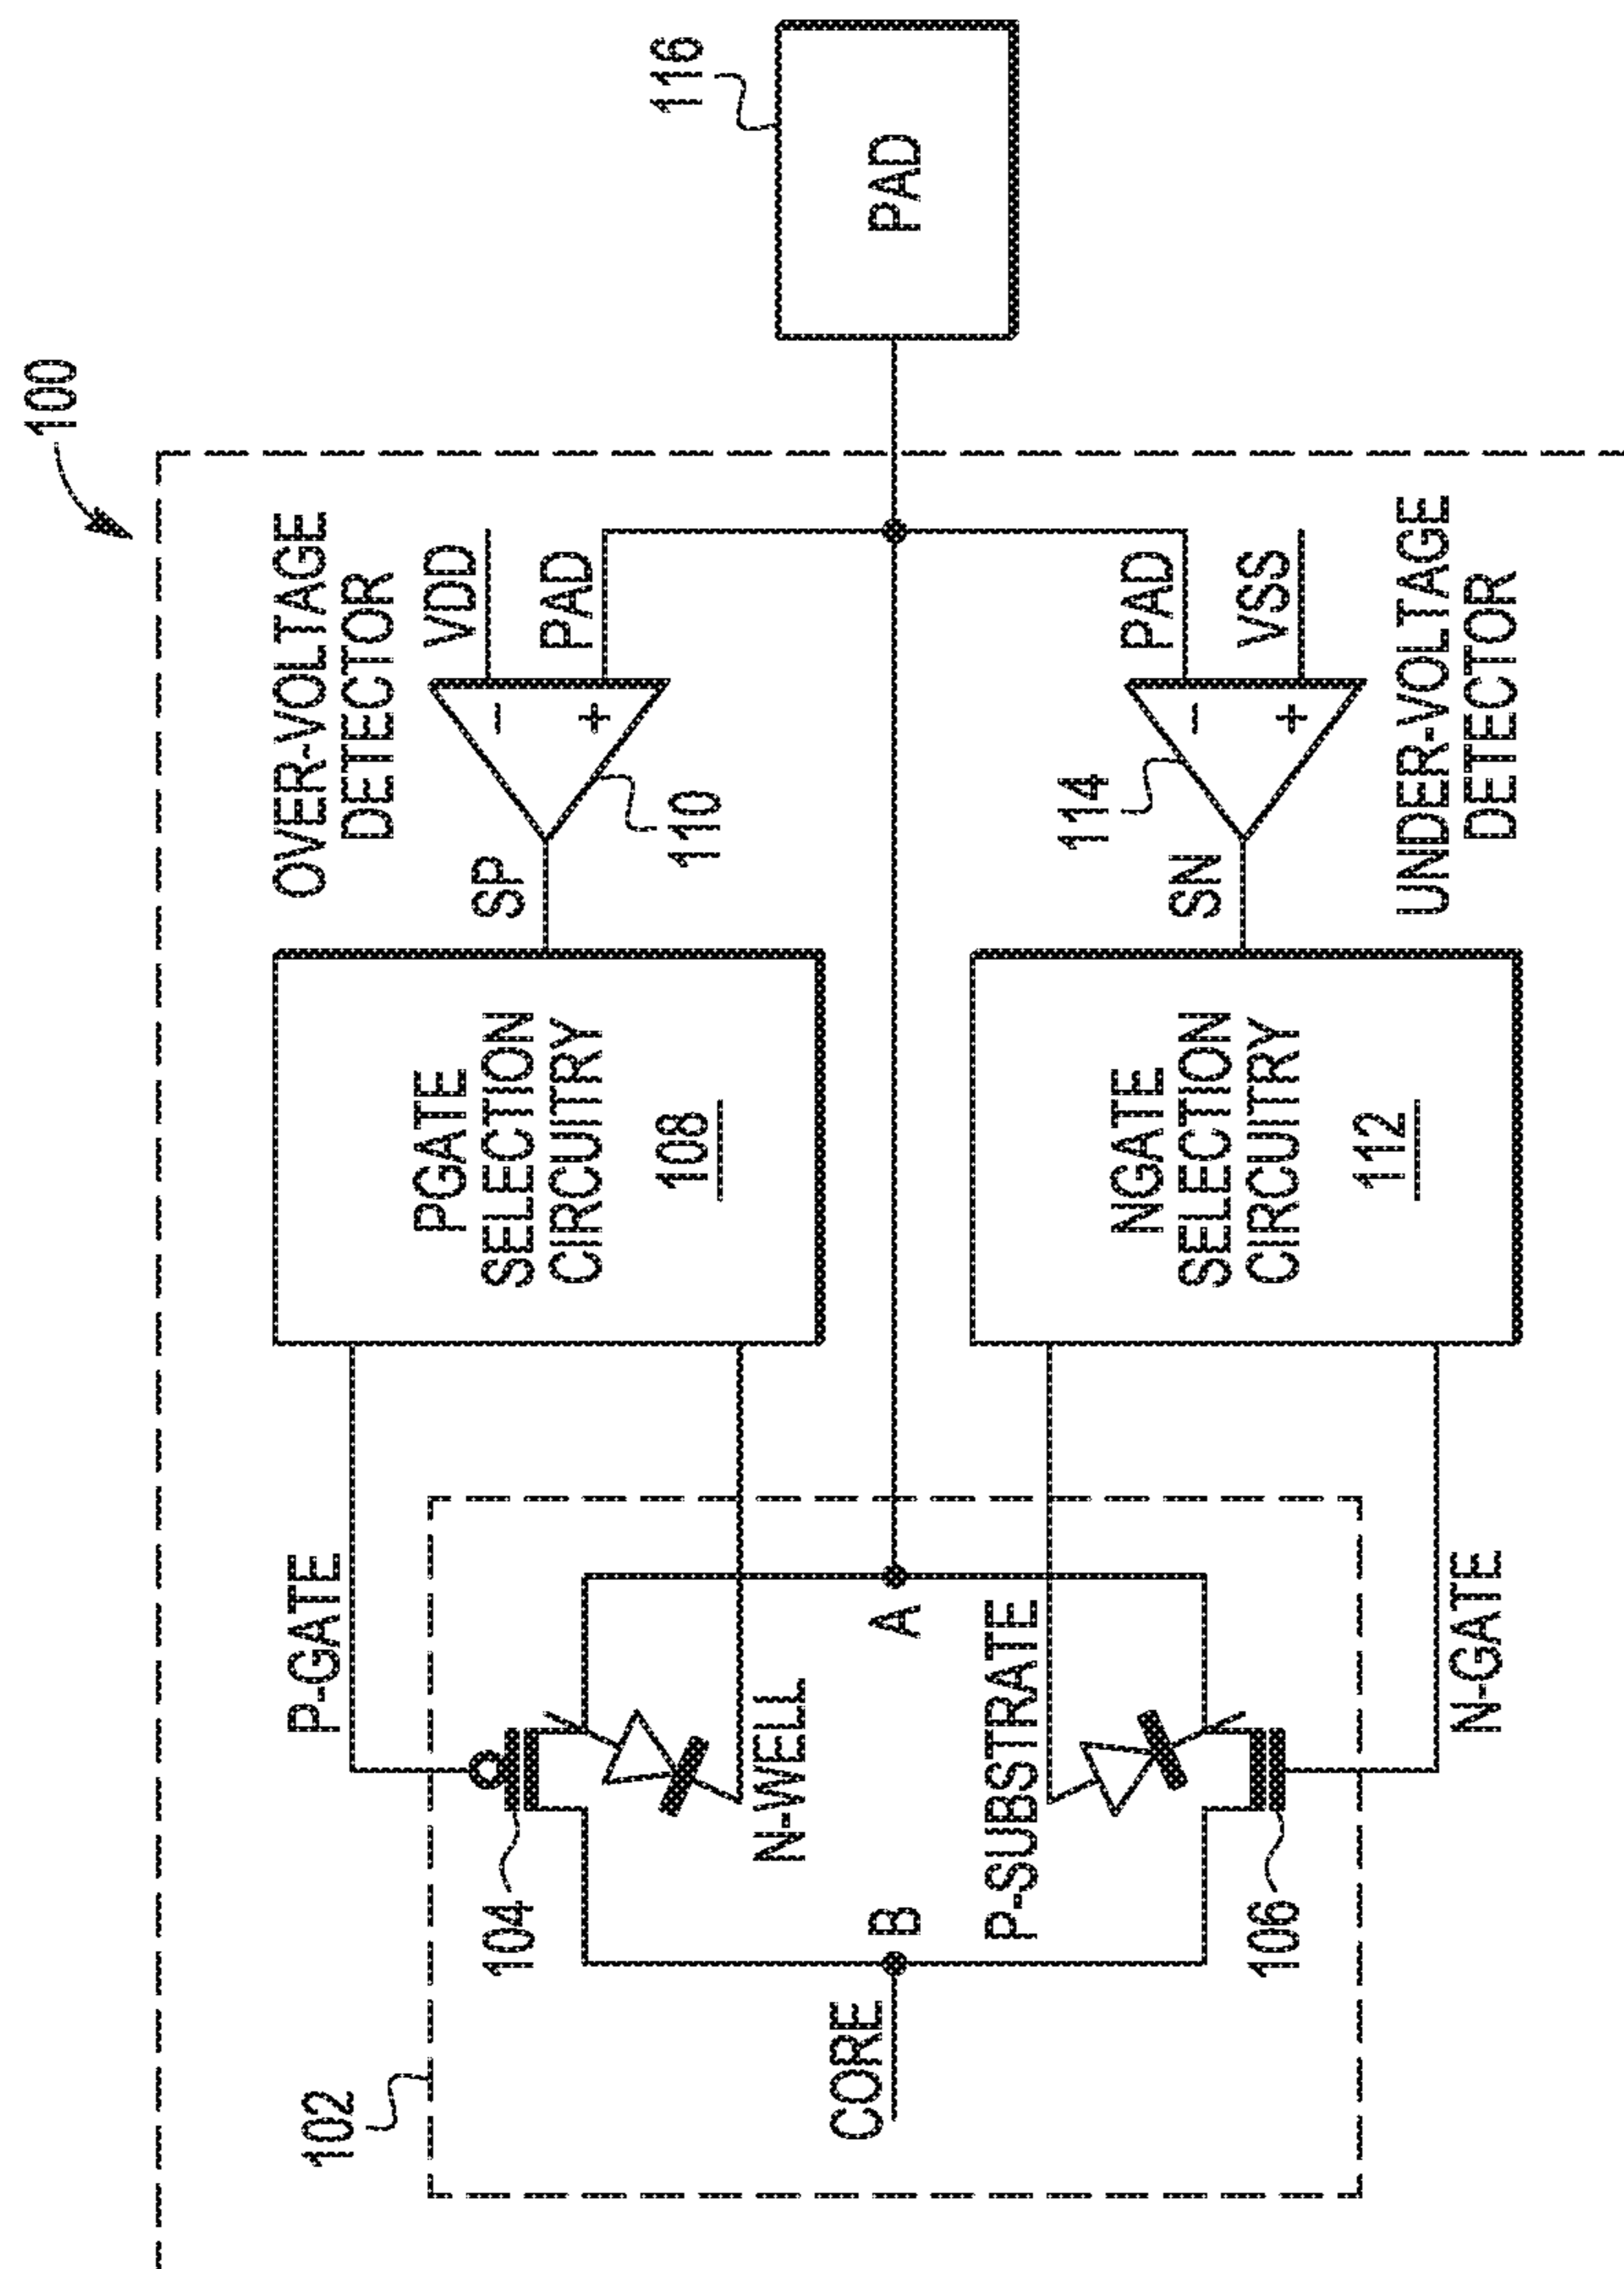 100
OVER-VOLTAGE
DETECTOR
P-GATE
PGATE
SELECTION
CIRCUITRY
108
SP
VDD
PAD
-
+
110
102
104
N-WELL
CORE
B
A
116
PAD
P-SUBSTRATE
106
N-GATE
NGATE
SELECTION
CIRCUITRY
112
SN
114
PAD
VSS
-
+
UNDER-VOLTAGE
DETECTOR